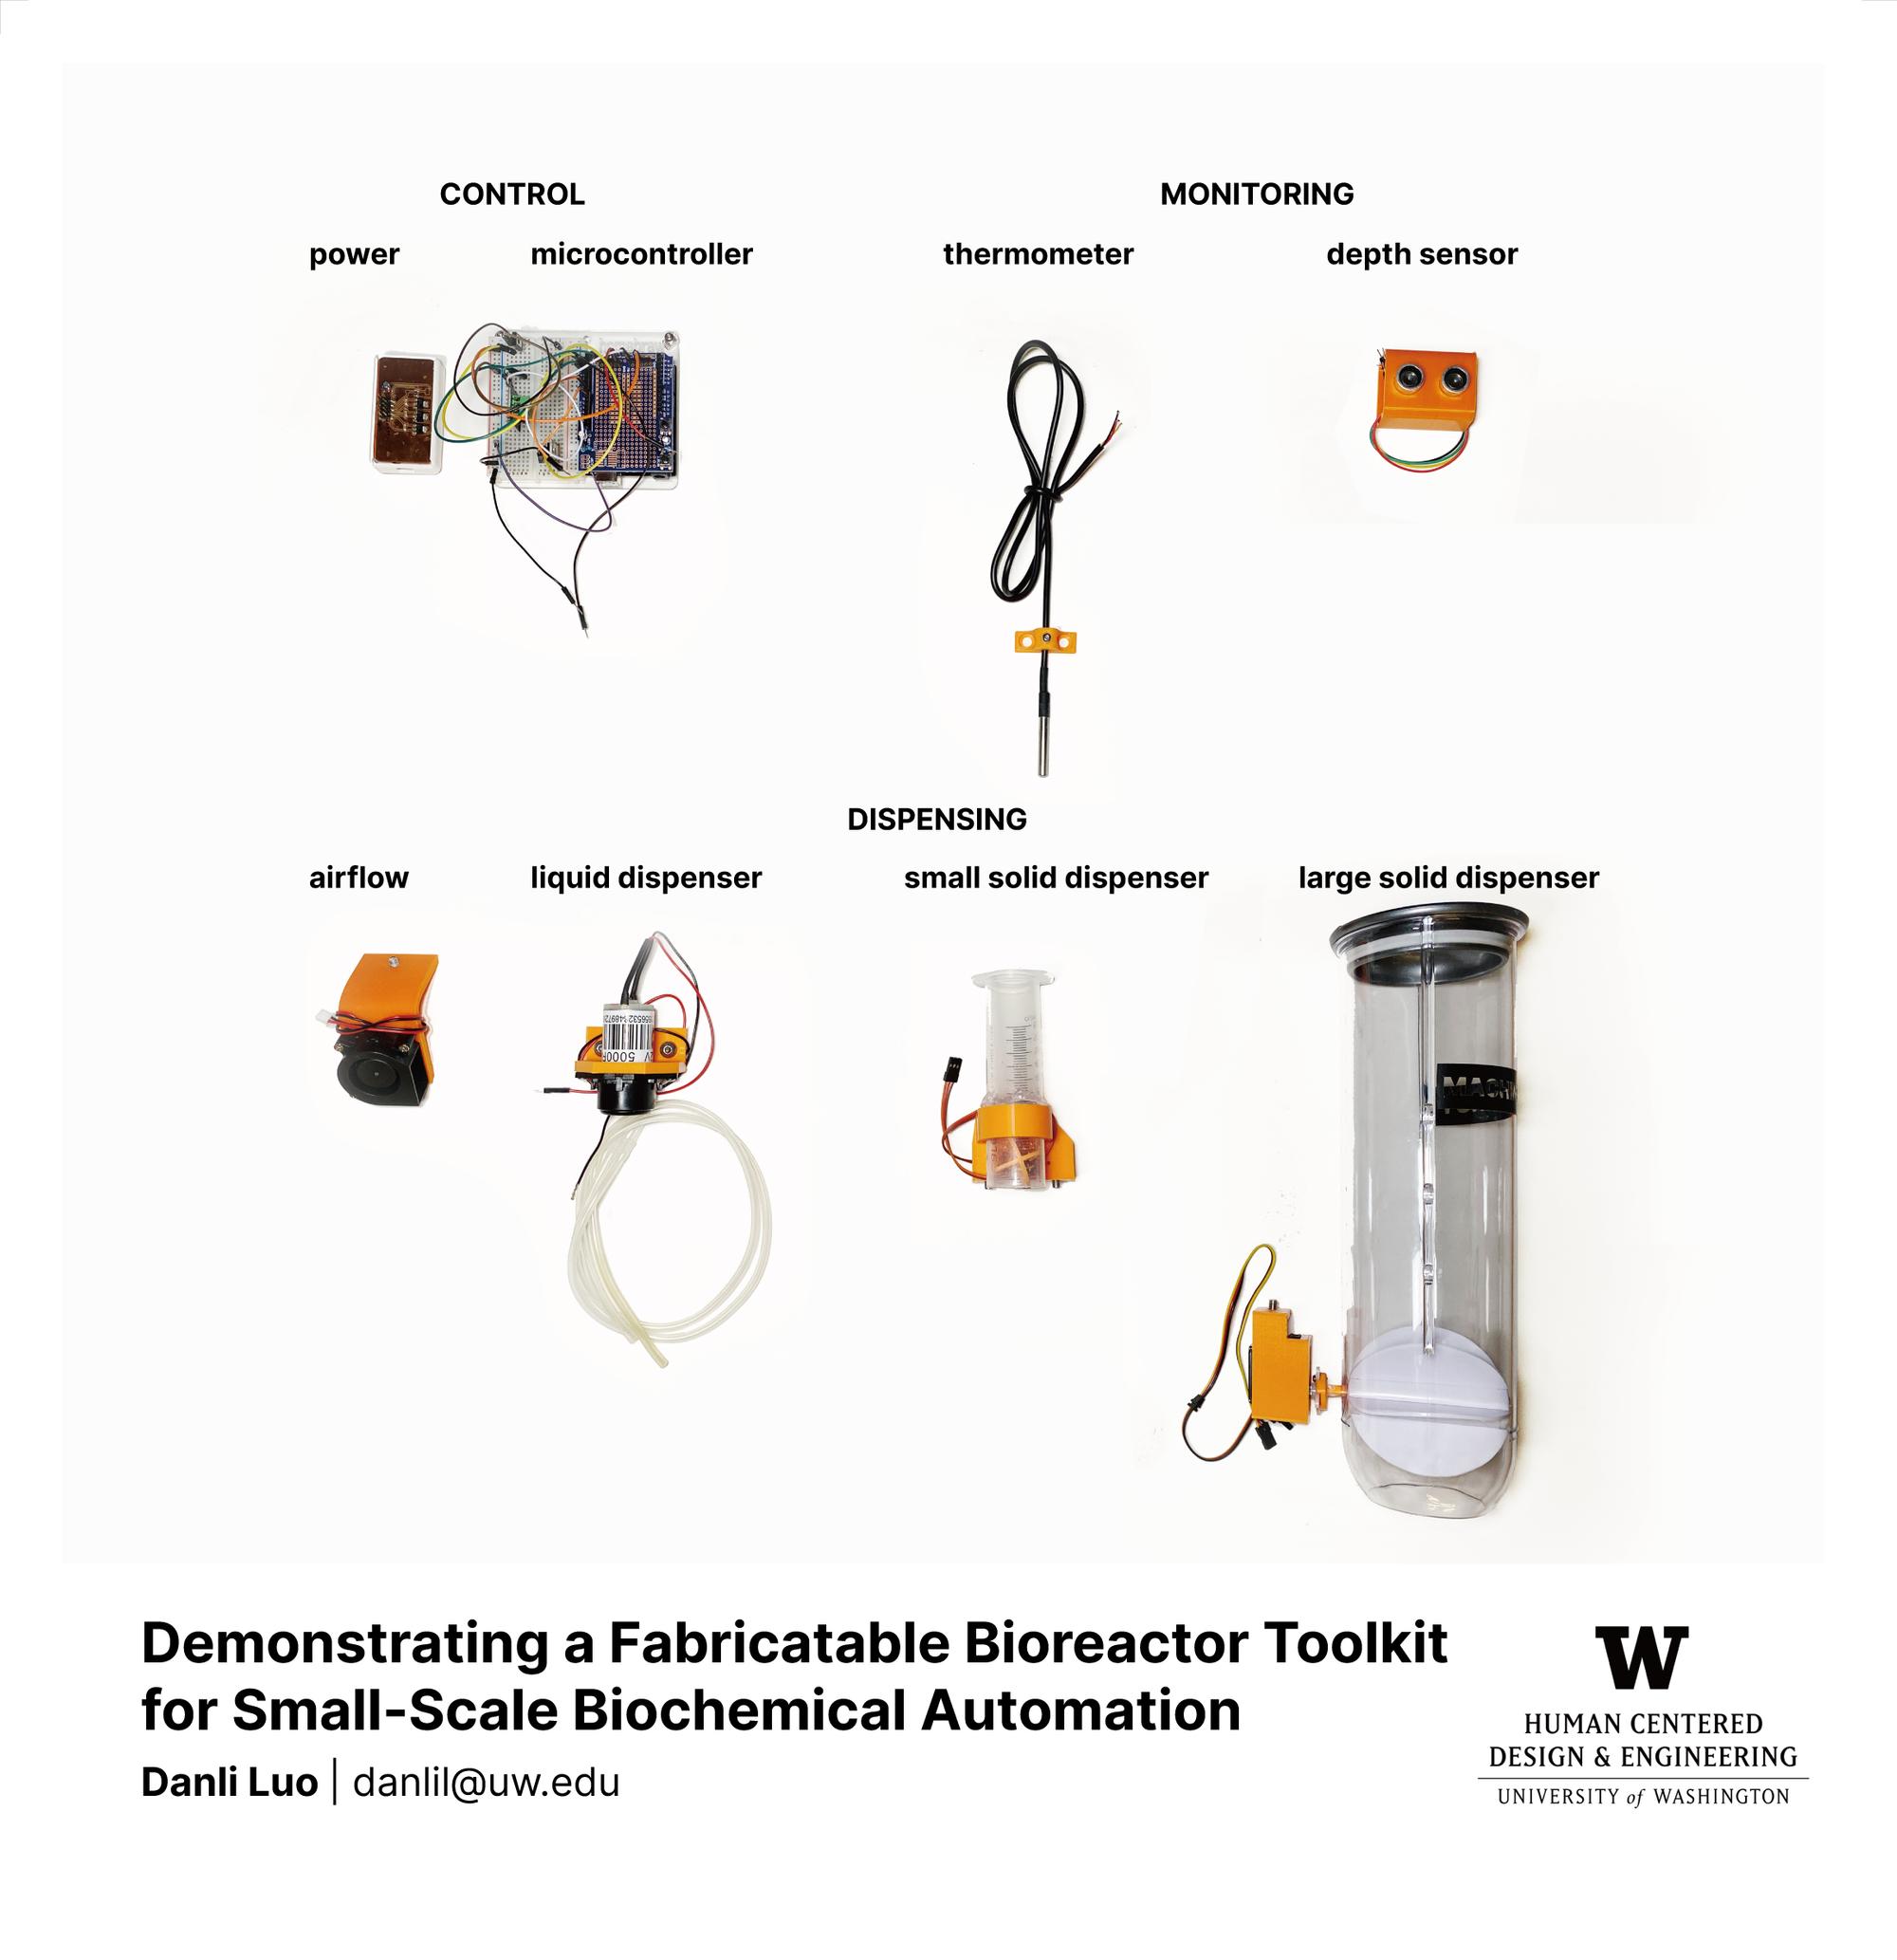 CONTROL
MONITORING
power
microcontroller
thermometer
depth sensor
DISPENSING
airflow
liquid dispenser
small solid dispenser
large solid dispenser
Demonstrating a Fabricatable Bioreactor Toolkit
for Small-Scale Biochemical Automation
Danli Luo | danlil@uw.edu
W
HUMAN CENTERED
DESIGN & ENGINEERING
UNIVERSITY of WASHINGTON